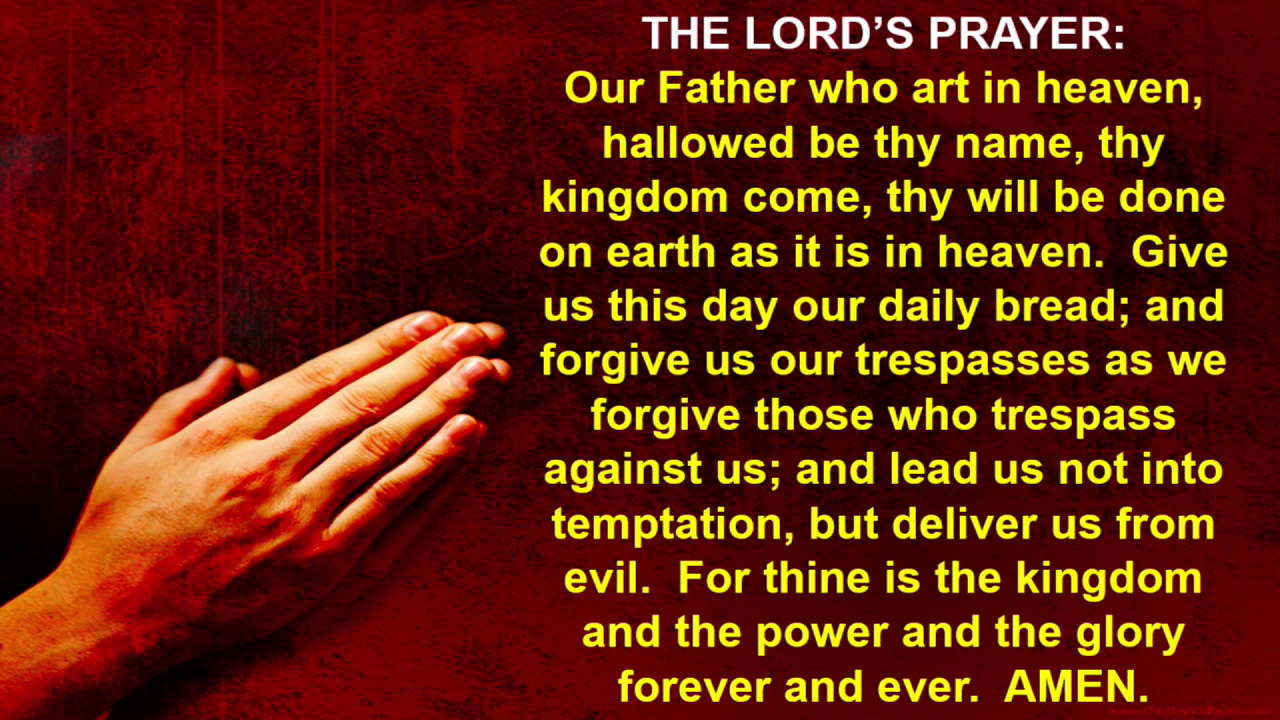 THE LORD’S PRAYER:
Our Father who art in heaven,
hallowed be thy name, thy
kingdom come, thy will be done
on earth as it is in heaven.  Give
us this day our daily bread; and
forgive us our trespasses as we
forgive those who trespass
against us; and lead us not into
temptation, but deliver us from
evil.  For thine is the kingdom
and the power and the glory
forever and ever.  AMEN.